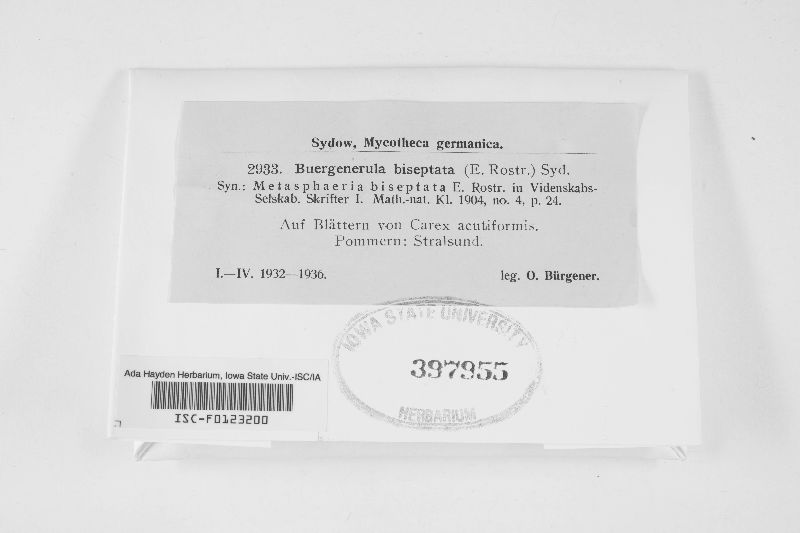 Sydow, Mycotheca germanica.
2933. Buergenerula biseptata (E. Rostr.) Syd.
Syn.: Metasphaeria biseptata E. Rostr. in Videnskabs-
Selskab. Skrifter I. Math.-nat. Kl. 1904, no. 4, p. 24.
Auf Blättern von Carex acutiformis.
Pommern: Stralsund.
I.—IV. 1932—1936. leg. O. Bürgener.
IOWA STATE UNIVERSITY
397955
HERBARIUM
Ada Hayden Herbarium, Iowa State Univ.-ISC/IA
ISC-F0123200